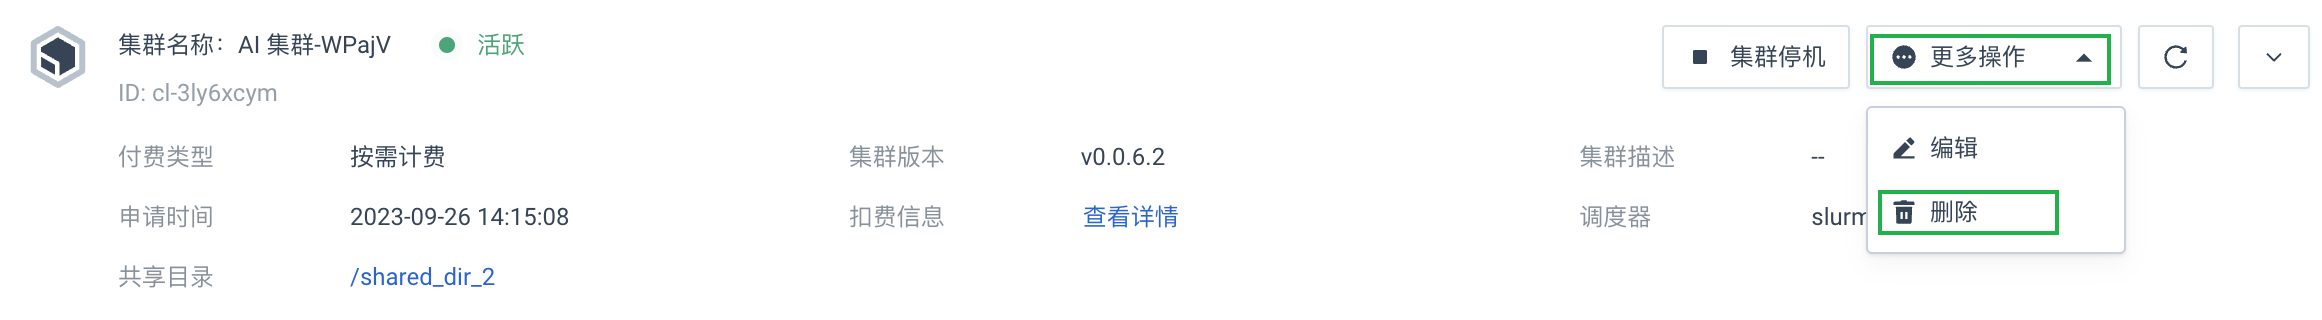 集群名称：AI 集群-WPajV 活跃 集群停机 更多操作
ID: cl-3ly6xcym
编辑
付费类型 按需计费 集群版本 v0.0.6.2 集群描述 --
删除
申请时间 2023-09-26 14:15:08 扣费信息 查看详情 调度器 slurm
共享目录 /shared_dir_2